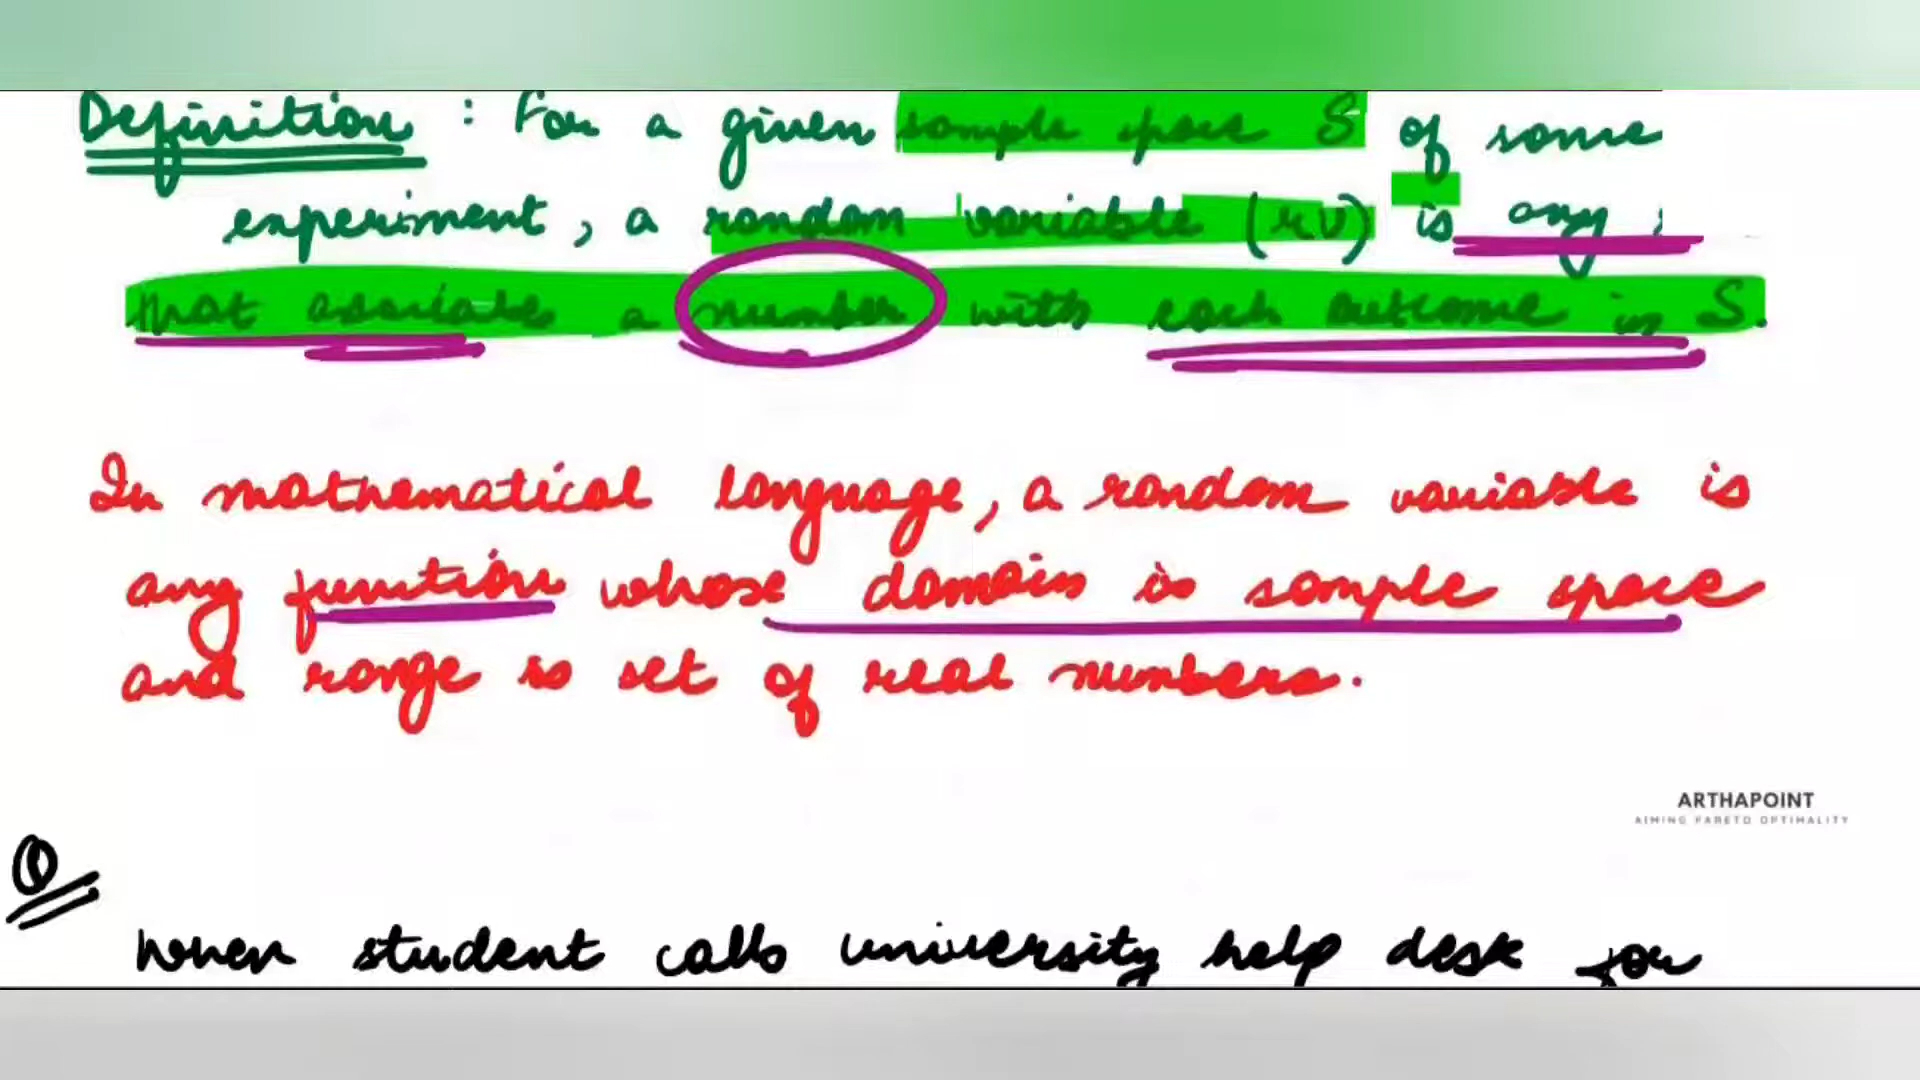 Definition : For a given sample space S of some
experiment, a random variable (rv) is any
that associates a number with each outcome in S.
In mathematical language, a random variable is
any function whose domain is sample space
and range is set of real numbers.
ARTHAPOINT
AIMING PARETO OPTIMALITY
Q
When student calls university help desk for